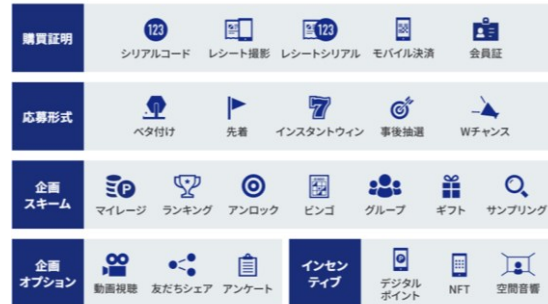 購買証明
123
123
シリアルコード
レシート撮影
レシートシリアル
モバイル決済
会員証
応募形式
7
ベタ付け
先着
インスタントウィン
事後抽選
Wチャンス
企画
スキーム
P
マイレージ
ランキング
アンロック
ビンゴ
グループ
ギフト
サンプリング
企画
オプション
動画視聴
友だちシェア
アンケート
インセン
ティブ
P
デジタル
ポイント
NFT
空間音響